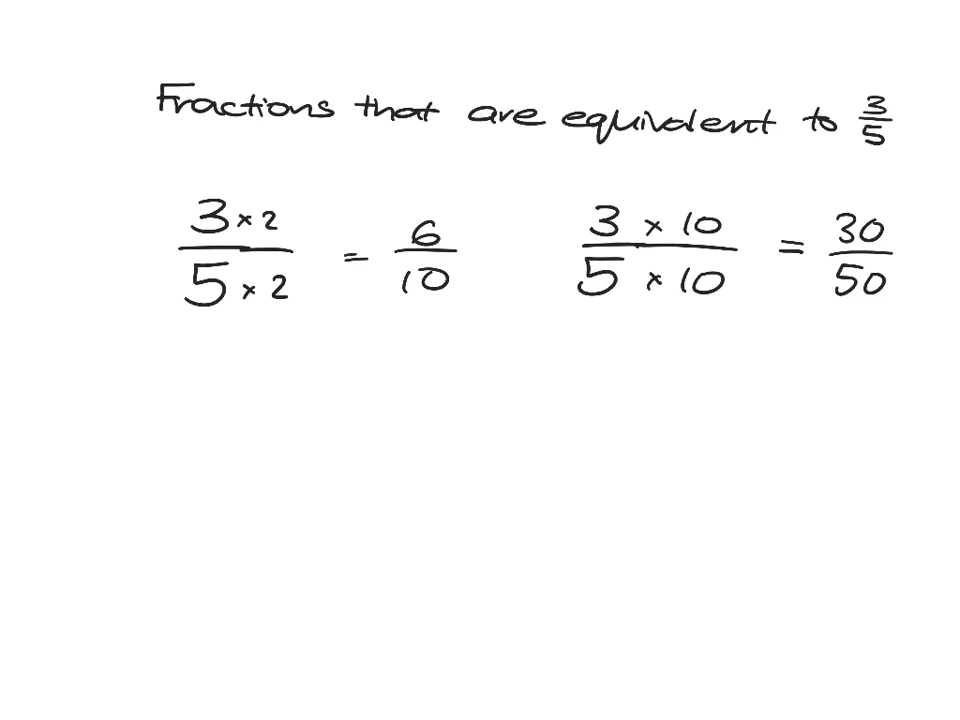 Fractions that are equivalent to 3/5
3 × 2 / 5 × 2 = 6/10
3 × 10 / 5 × 10 = 30/50